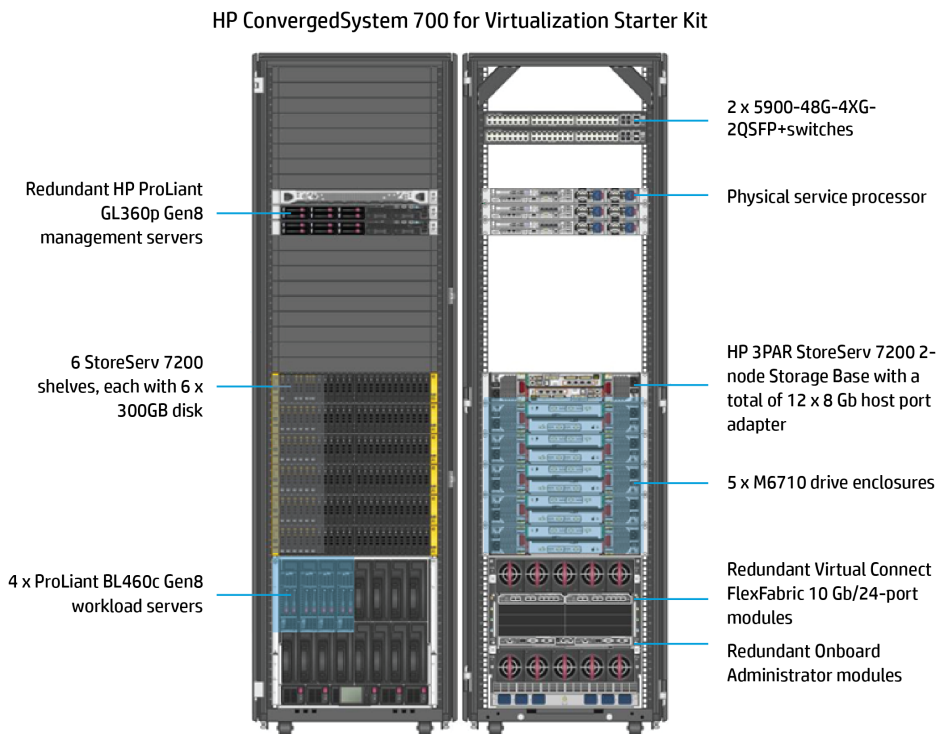 HP ConvergedSystem 700 for Virtualization Starter Kit
Redundant HP ProLiant
GL360p Gen8
management servers
6 StoreServ 7200
shelves, each with 6 x
300GB disk
4 x ProLiant BL460c Gen8
workload servers
2 x 5900-48G-4XG-
2QSFP+switches
Physical service processor
HP 3PAR StoreServ 7200 2-
node Storage Base with a
total of 12 x 8 Gb host port
adapter
5 x M6710 drive enclosures
Redundant Virtual Connect
FlexFabric 10 Gb/24-port
modules
Redundant Onboard
Administrator modules